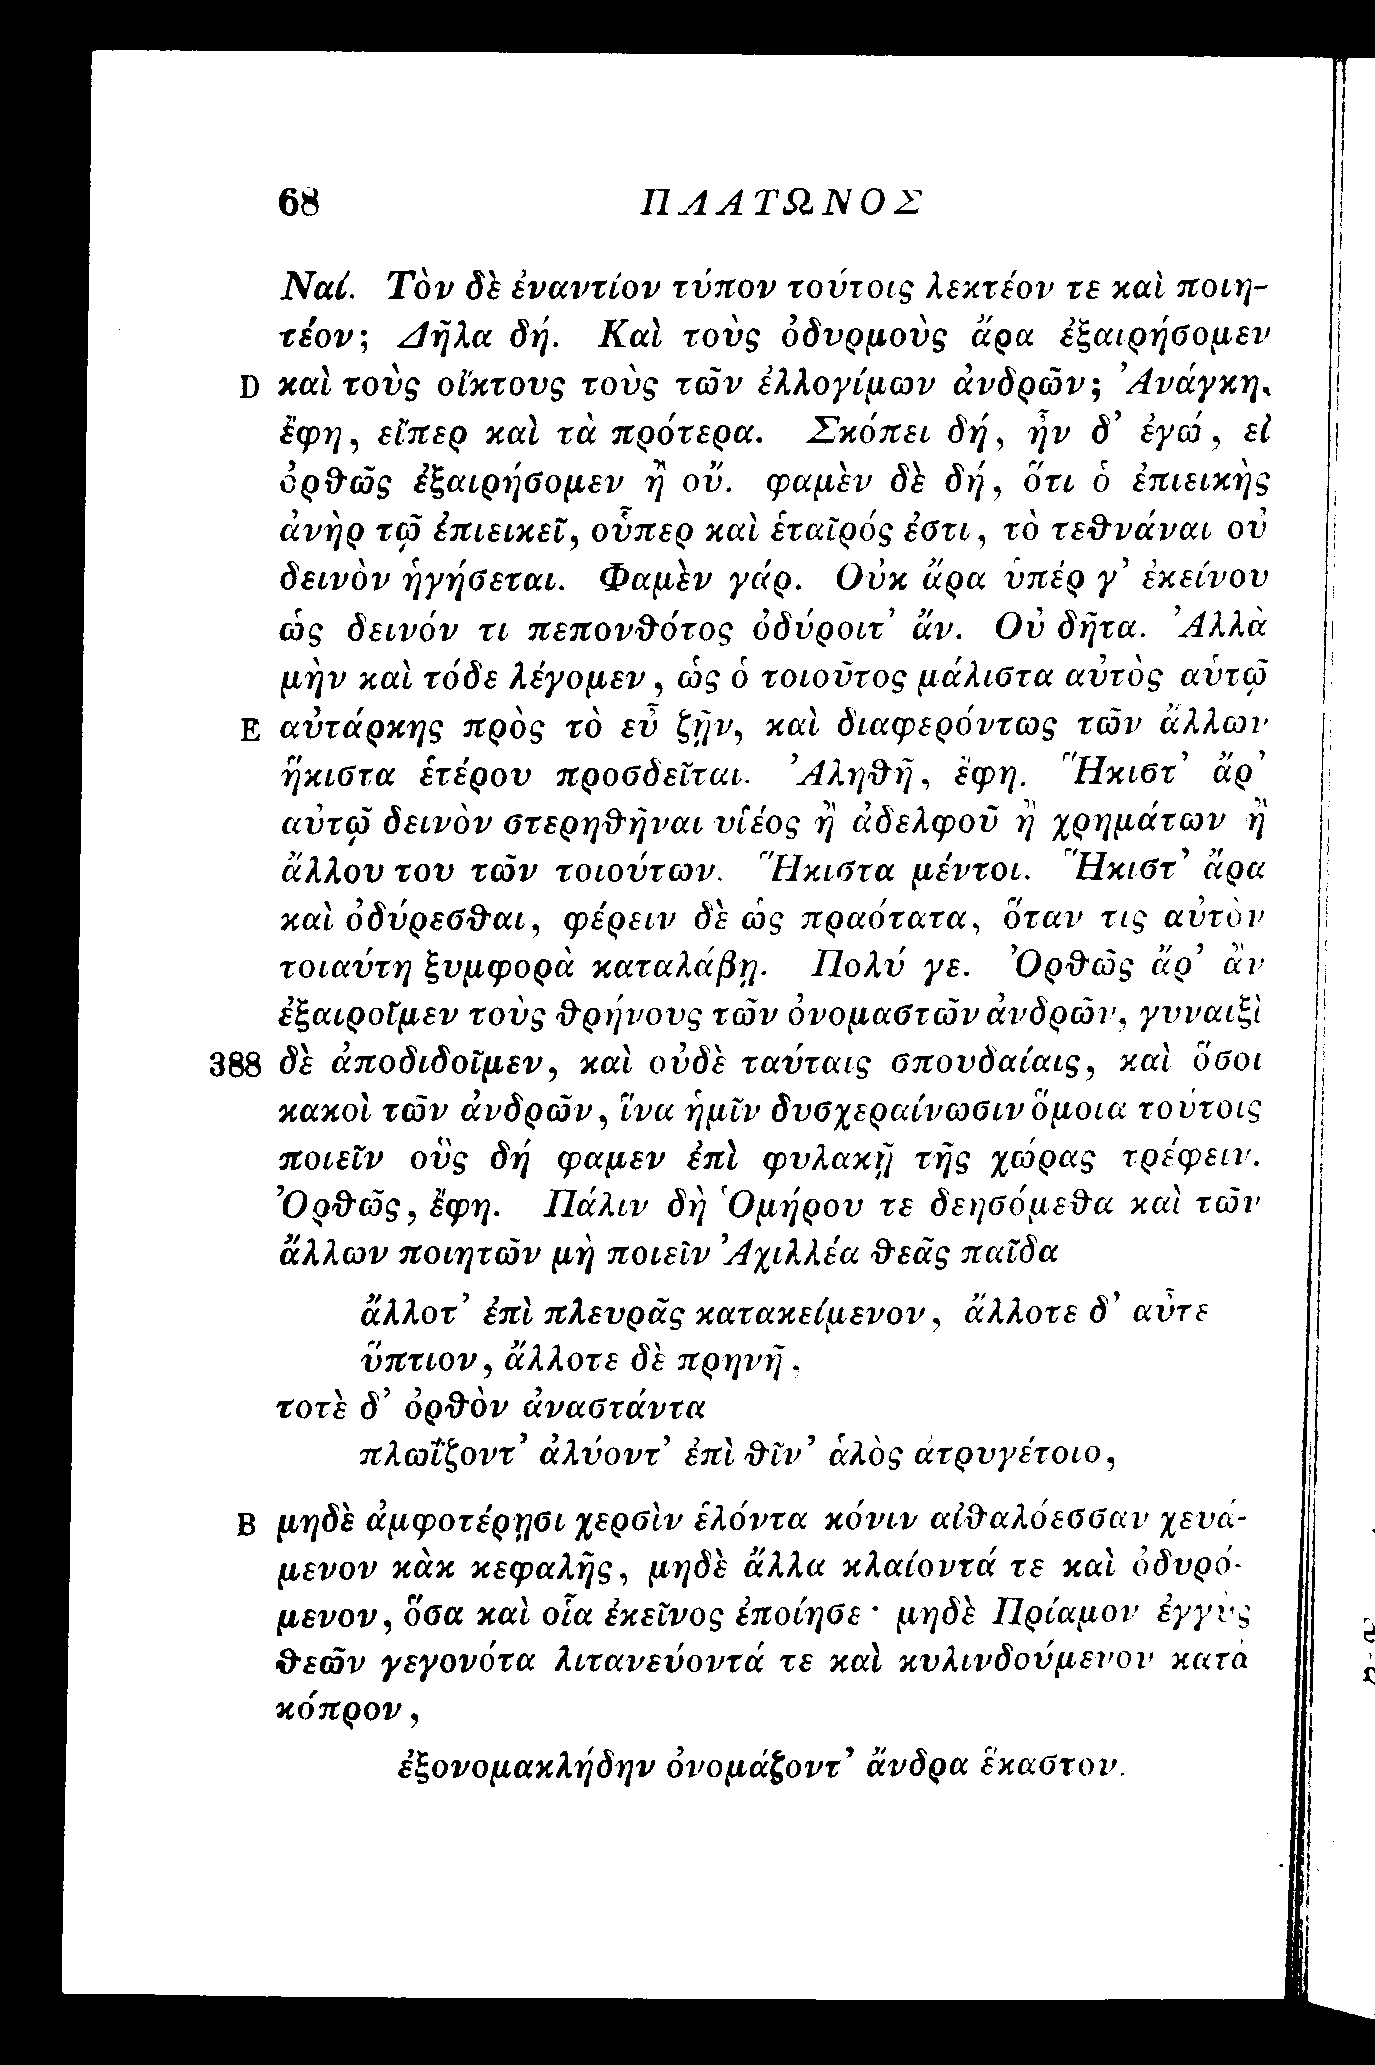 68 ΠΛΑΤΩΝΟΣ
Ναί. Τὸν δὲ ἐναντίον τύπον τούτοις λεκτέον τε καὶ ποιη-
τέον; Δῆλα δή. Καὶ τοὺς ὀδυρμοὺς ἄρα ἐξαιρήσομεν
D καὶ τοὺς οἴκτους τοὺς τῶν ἐλλογίμων ἀνδρῶν; Ἀνάγκη,
ἔφη, εἴπερ καὶ τὰ πρότερα. Σκόπει δή, ἦν δ’ ἐγώ, εἰ
ὀρθῶς ἐξαιρήσομεν ἢ οὔ. φαμὲν δὲ δή, ὅτι ὁ ἐπιεικὴς
ἀνὴρ τῷ ἐπιεικεῖ, οὗπερ καὶ ἑταῖρός ἐστι, τὸ τεθνάναι οὐ
δεινὸν ἡγήσεται. Φαμὲν γάρ. Οὐκ ἄρα ὑπέρ γ’ ἐκείνου
ὡς δεινόν τι πεπονθότος ὀδύροιτ’ ἄν. Οὐ δῆτα. Ἀλλὰ
μὴν καὶ τόδε λέγομεν, ὡς ὁ τοιοῦτος μάλιστα αὐτὸς αὑτῷ
E αὐτάρκης πρὸς τὸ εὖ ζῆν, καὶ διαφερόντως τῶν ἄλλων
ἥκιστα ἑτέρου προσδεῖται. Ἀληθῆ, ἔφη. Ἥκιστ’ ἄρ’
αὐτῷ δεινὸν στερηθῆναι υἱέος ἢ ἀδελφοῦ ἢ χρημάτων ἢ
ἄλλου του τῶν τοιούτων. Ἥκιστα μέντοι. Ἥκιστ’ ἄρα
καὶ ὀδύρεσθαι, φέρειν δὲ ὡς πραότατα, ὅταν τις αὐτὸν
τοιαύτη ξυμφορὰ καταλάβῃ. Πολύ γε. Ὀρθῶς ἄρ’ ἂν
ἐξαιροῖμεν τοὺς θρήνους τῶν ὀνομαστῶν ἀνδρῶν, γυναιξὶ
388 δὲ ἀποδιδοῖμεν, καὶ οὐδὲ ταύταις σπουδαίαις, καὶ ὅσοι
κακοὶ τῶν ἀνδρῶν, ἵνα ἡμῖν δυσχεραίνωσιν ὅμοια τούτοις
ποιεῖν οὓς δή φαμεν ἐπὶ φυλακῇ τῆς χώρας τρέφειν.
Ὀρθῶς, ἔφη. Πάλιν δὴ Ὁμήρου τε δεησόμεθα καὶ τῶν
ἄλλων ποιητῶν μὴ ποιεῖν Ἀχιλλέα θεᾶς παῖδα
ἄλλοτ’ ἐπὶ πλευρᾶς κατακείμενον, ἄλλοτε δ’ αὖτε
ὕπτιον, ἄλλοτε δὲ πρηνῆ,
τοτὲ δ’ ὀρθὸν ἀναστάντα
πλωΐζοντ’ ἀλύοντ’ ἐπὶ θῖν’ ἁλὸς ἀτρυγέτοιο,
B μηδὲ ἀμφοτέρῃσι χερσὶν ἑλόντα κόνιν αἰθαλόεσσαν χευά-
μενον κὰκ κεφαλῆς, μηδὲ ἄλλα κλαίοντά τε καὶ ὀδυρό-
μενον, ὅσα καὶ οἷα ἐκεῖνος ἐποίησε· μηδὲ Πρίαμον ἐγγὺς
θεῶν γεγονότα λιτανεύοντά τε καὶ κυλινδούμενον κατὰ
κόπρον,
ἐξονομακλήδην ὀνομάζοντ’ ἄνδρα ἕκαστον.